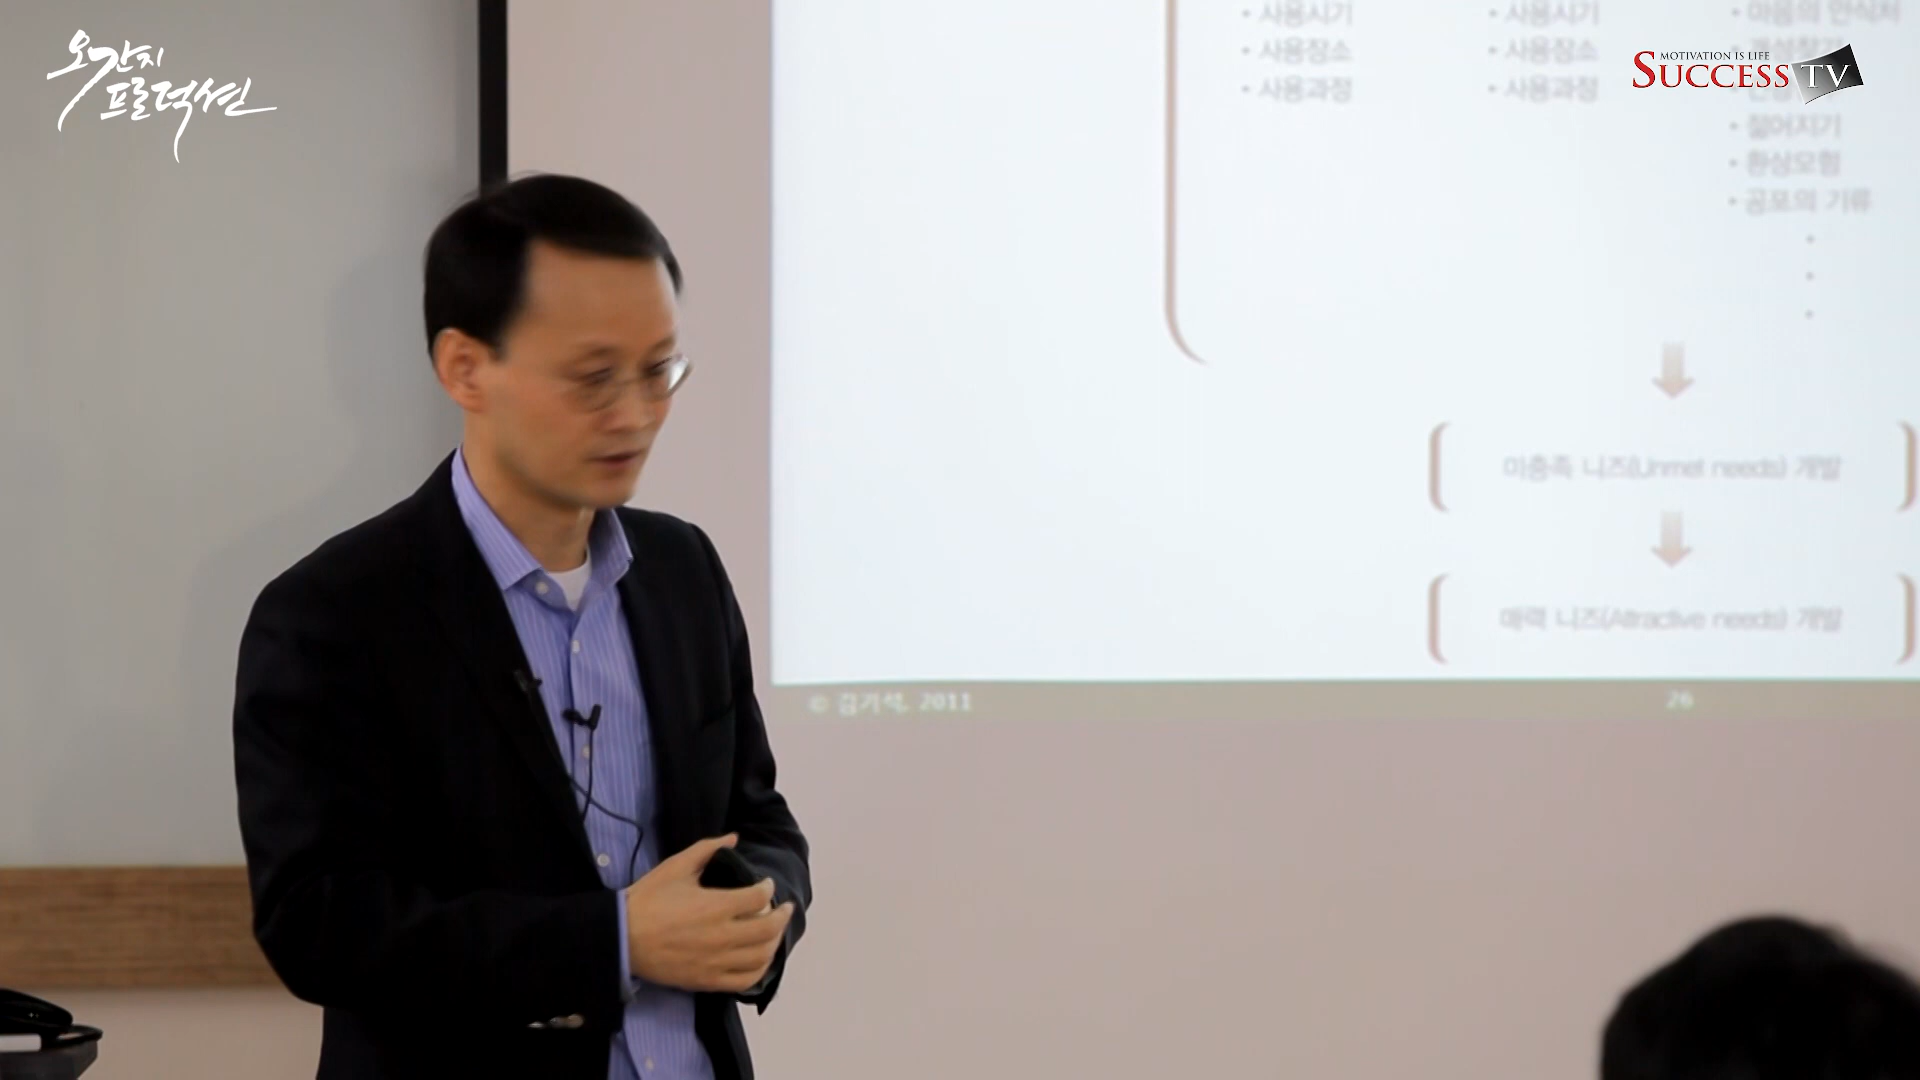 오간지
프로덕션
MOTIVATION IS LIFE
SUCCESS TV
• 사용시기
• 사용장소
• 사용과정
• 사용시기
• 사용장소
• 사용과정
• 마음의 안식처
• 젊어지기
• 환상모험
• 공포의 기류
미충족 니즈(Unmet needs) 개발
매력 니즈(Attractive needs) 개발
© 김기석, 2011
26